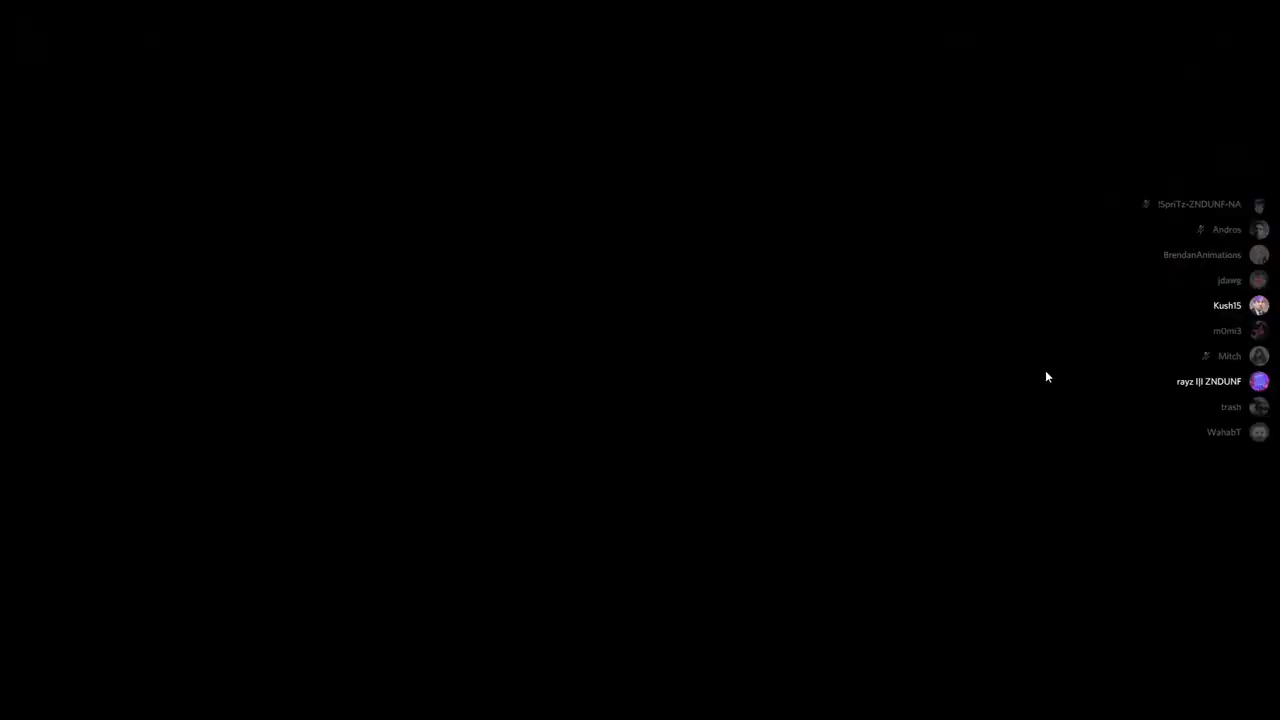 !SpriTz-ZNDUNF-NA
Andros
BrendanAnimations
jdawg
Kush15
m0mi3
Mitch
rayz I|I ZNDUNF
trash
WahabT